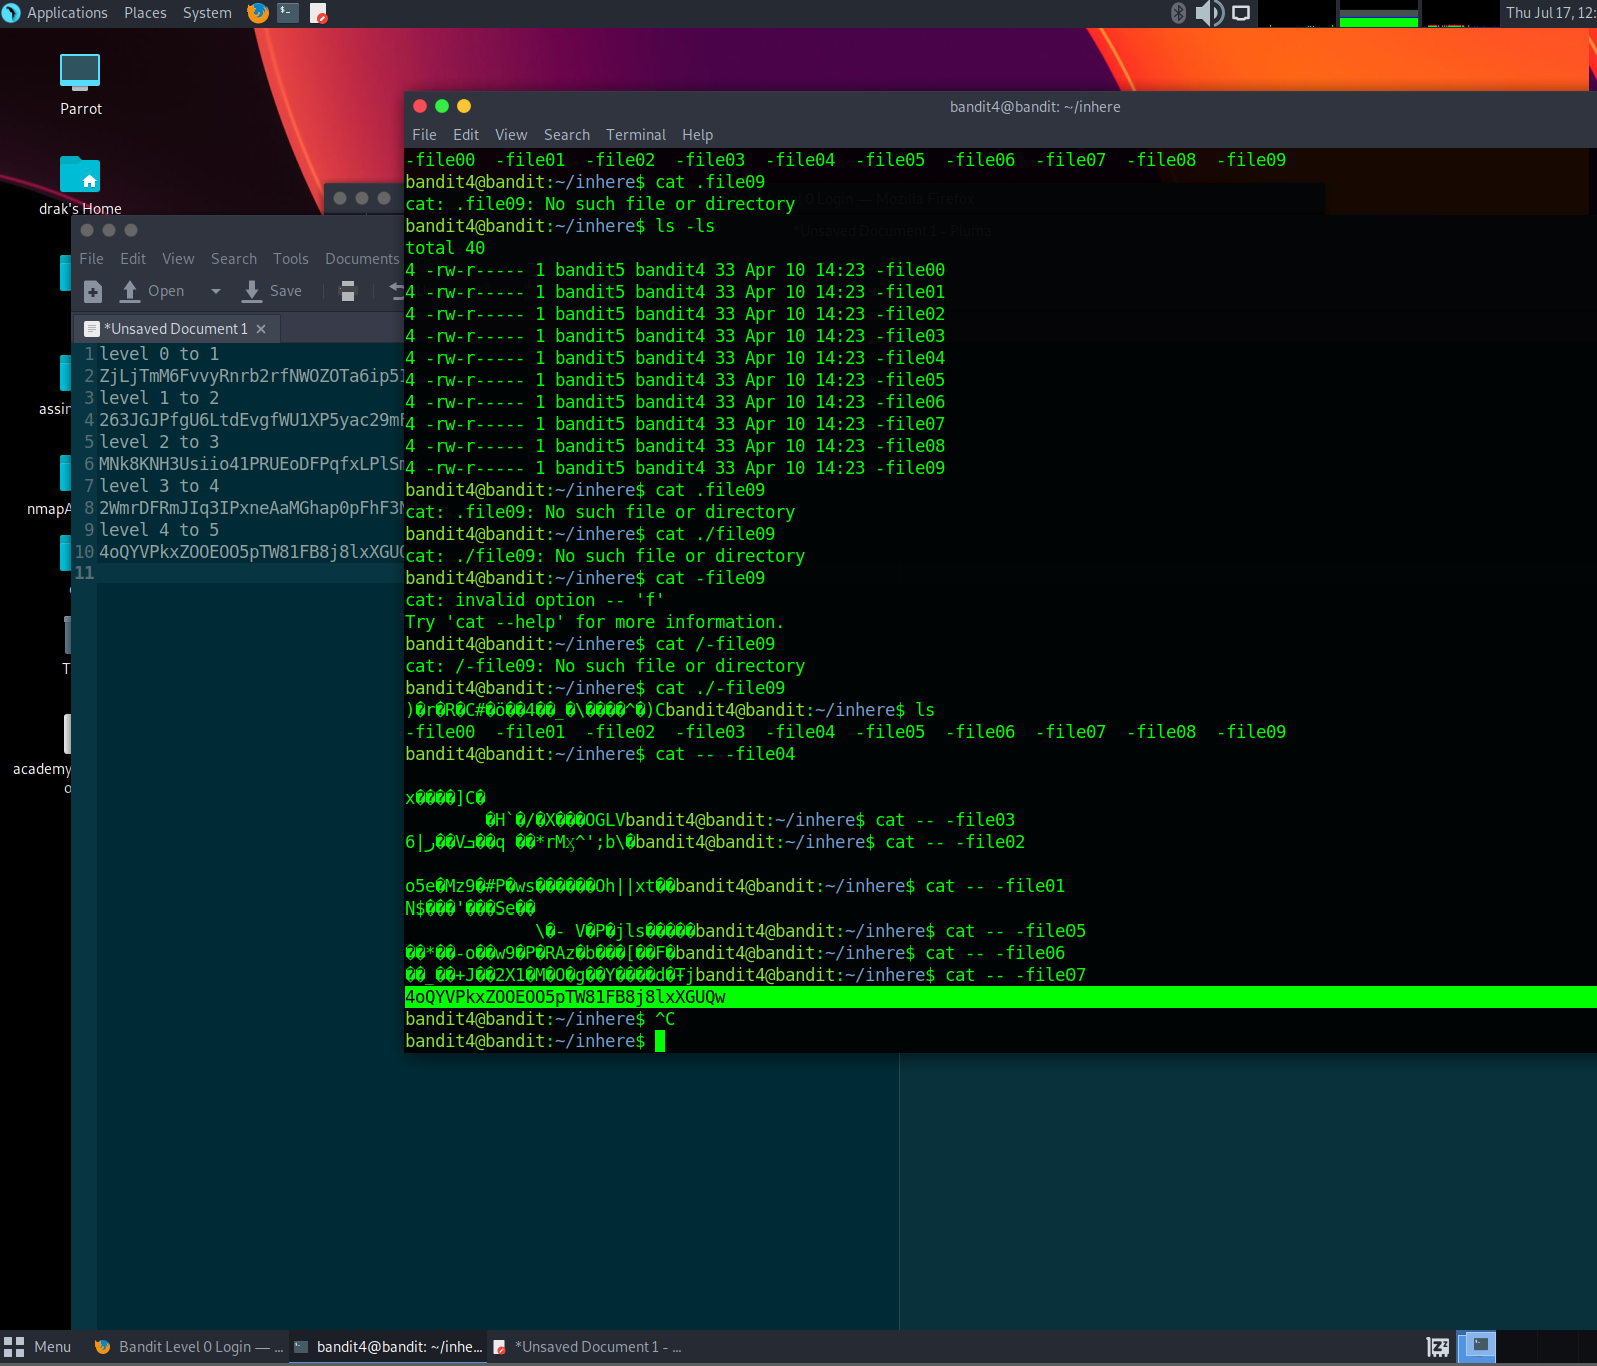 Applications Places System
Thu Jul 17, 12:
Parrot
drak's Home
assin
nmapA
academy
o
File Edit View Search Tools Documents
Open Save
*Unsaved Document 1
1 level 0 to 1
2 ZjLjTmM6FvvyRnrb2rfNWOZOTa6ip5I
3 level 1 to 2
4 263JGJPfgU6LtdEvgfWU1XP5yac29mF
5 level 2 to 3
6 MNk8KNH3Usiio41PRUEoDFPqfxLPlSm
7 level 3 to 4
8 2WmrDFRmJIq3IPxneAaMGhap0pFhF3N
9 level 4 to 5
10 4oQYVPkxZOOEOO5pTW81FB8j8lxXGUQ
11
bandit4@bandit: ~/inhere
File Edit View Search Terminal Help
-file00 -file01 -file02 -file03 -file04 -file05 -file06 -file07 -file08 -file09
bandit4@bandit:~/inhere$ cat .file09
cat: .file09: No such file or directory
bandit4@bandit:~/inhere$ ls -ls
total 40
4 -rw-r----- 1 bandit5 bandit4 33 Apr 10 14:23 -file00
4 -rw-r----- 1 bandit5 bandit4 33 Apr 10 14:23 -file01
4 -rw-r----- 1 bandit5 bandit4 33 Apr 10 14:23 -file02
4 -rw-r----- 1 bandit5 bandit4 33 Apr 10 14:23 -file03
4 -rw-r----- 1 bandit5 bandit4 33 Apr 10 14:23 -file04
4 -rw-r----- 1 bandit5 bandit4 33 Apr 10 14:23 -file05
4 -rw-r----- 1 bandit5 bandit4 33 Apr 10 14:23 -file06
4 -rw-r----- 1 bandit5 bandit4 33 Apr 10 14:23 -file07
4 -rw-r----- 1 bandit5 bandit4 33 Apr 10 14:23 -file08
4 -rw-r----- 1 bandit5 bandit4 33 Apr 10 14:23 -file09
bandit4@bandit:~/inhere$ cat .file09
cat: .file09: No such file or directory
bandit4@bandit:~/inhere$ cat ./file09
cat: ./file09: No such file or directory
bandit4@bandit:~/inhere$ cat -file09
cat: invalid option -- 'f'
Try 'cat --help' for more information.
bandit4@bandit:~/inhere$ cat /-file09
cat: /-file09: No such file or directory
bandit4@bandit:~/inhere$ cat ./-file09
)�r�R�C#�ö��4��_�\����^�)Cbandit4@bandit:~/inhere$ ls
-file00 -file01 -file02 -file03 -file04 -file05 -file06 -file07 -file08 -file09
bandit4@bandit:~/inhere$ cat -- -file04
x����]C�
�H`�/�X���OGLVbandit4@bandit:~/inhere$ cat -- -file03
bandit4@bandit:~/inhere$ cat -- -file02
o5e�Mz9�#P�ws������Oh||xt��bandit4@bandit:~/inhere$ cat -- -file01
N$���'���Se��
\�- V�P�jls�����bandit4@bandit:~/inhere$ cat -- -file05
��*��-o��w9�P�RAz�b���[��F�bandit4@bandit:~/inhere$ cat -- -file06
��_��+J��2X1�M�O�g��Y����d�Ŧjbandit4@bandit:~/inhere$ cat -- -file07
4oQYVPkxZOOEOO5pTW81FB8j8lxXGUQw
bandit4@bandit:~/inhere$ ^C
bandit4@bandit:~/inhere$
Menu Bandit Level 0 Login — ... bandit4@bandit: ~/inhe... *Unsaved Document 1 - ...